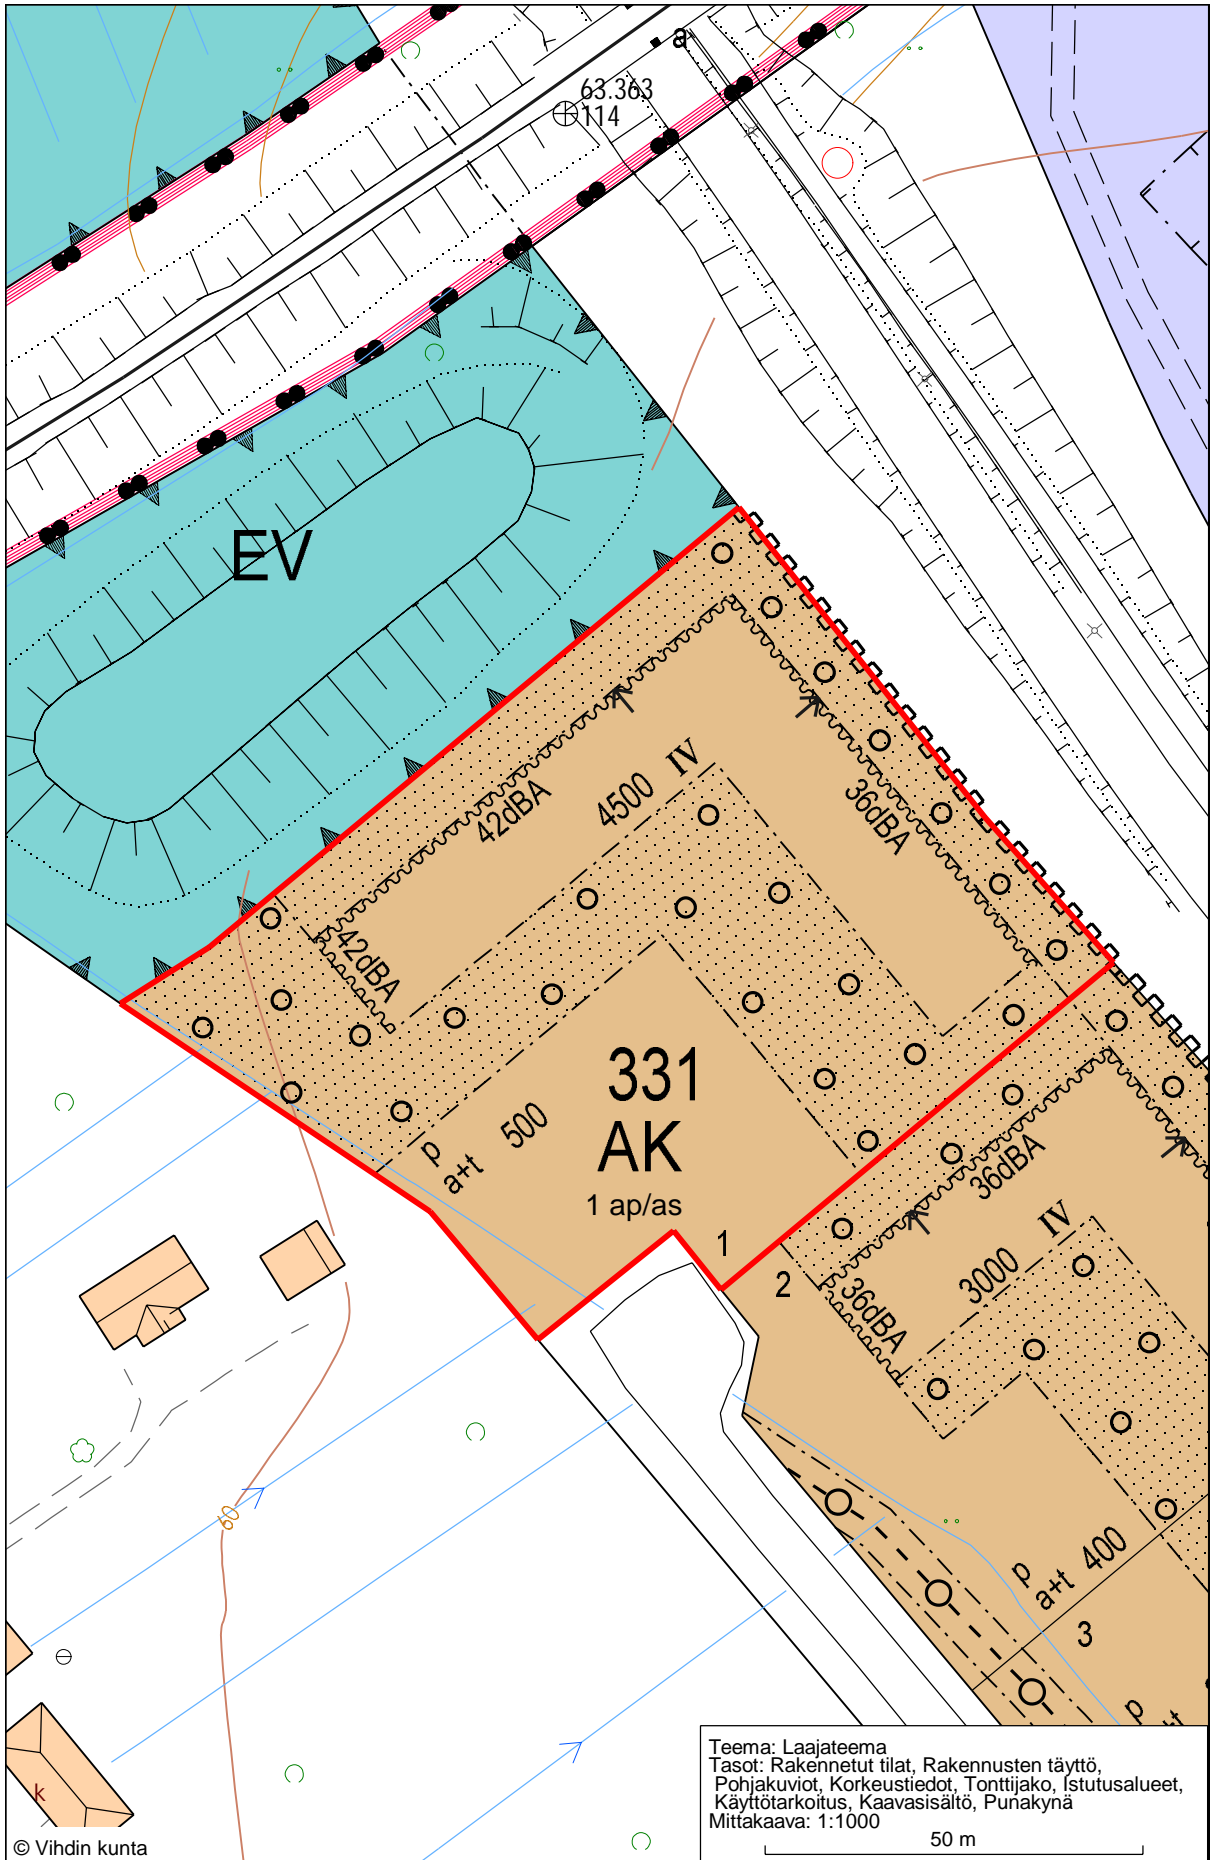 a
63.363
114
EV
IV
4500
42dBA
36dBA
42dBA
331
AK
1 ap/as
p
a+t
500
1
2
36dBA
IV
3000
36dBA
60
p
a+t
400
3
p
k
© Vihdin kunta
Teema: Laajateema
Tasot: Rakennetut tilat, Rakennusten täyttö,
Pohjakuviot, Korkeustiedot, Tonttijako, Istutusalueet,
Käyttötarkoitus, Kaavasisältö, Punakynä
Mittakaava: 1:1000
50 m